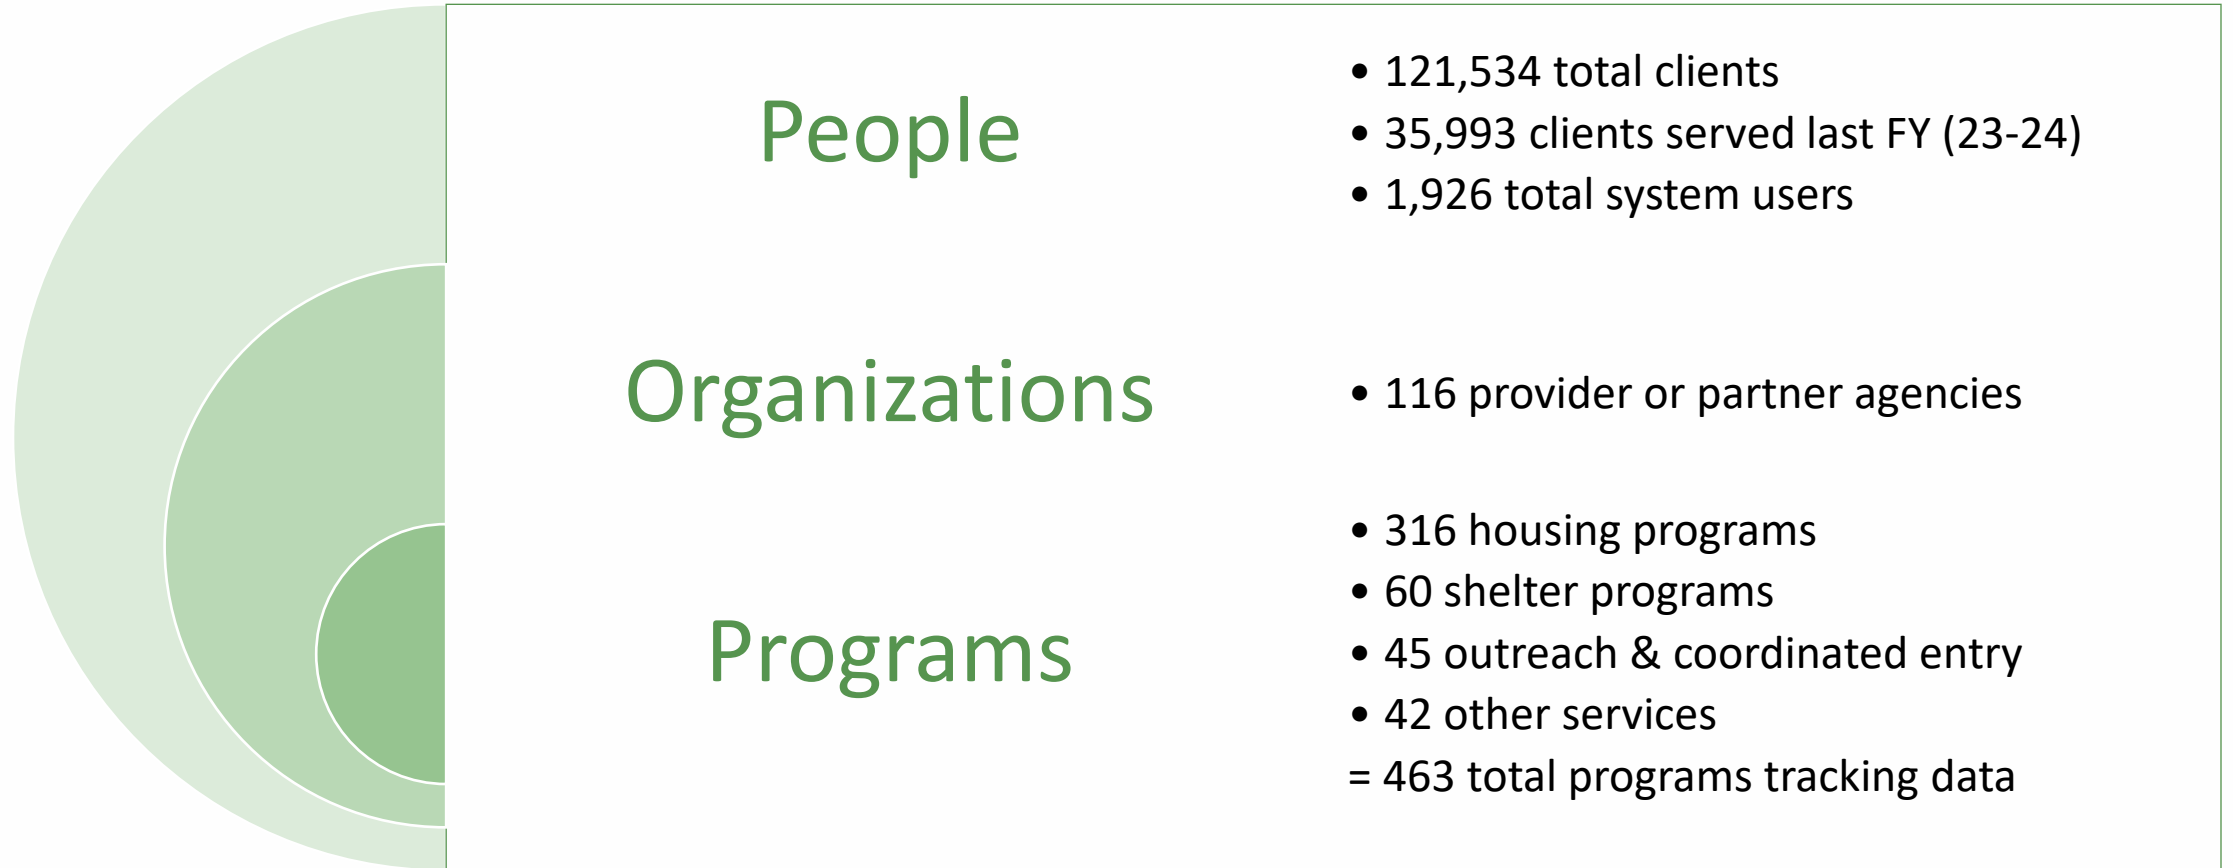 People
• 121,534 total clients
• 35,993 clients served last FY (23-24)
• 1,926 total system users
Organizations
• 116 provider or partner agencies
Programs
• 316 housing programs
• 60 shelter programs
• 45 outreach & coordinated entry
• 42 other services
= 463 total programs tracking data